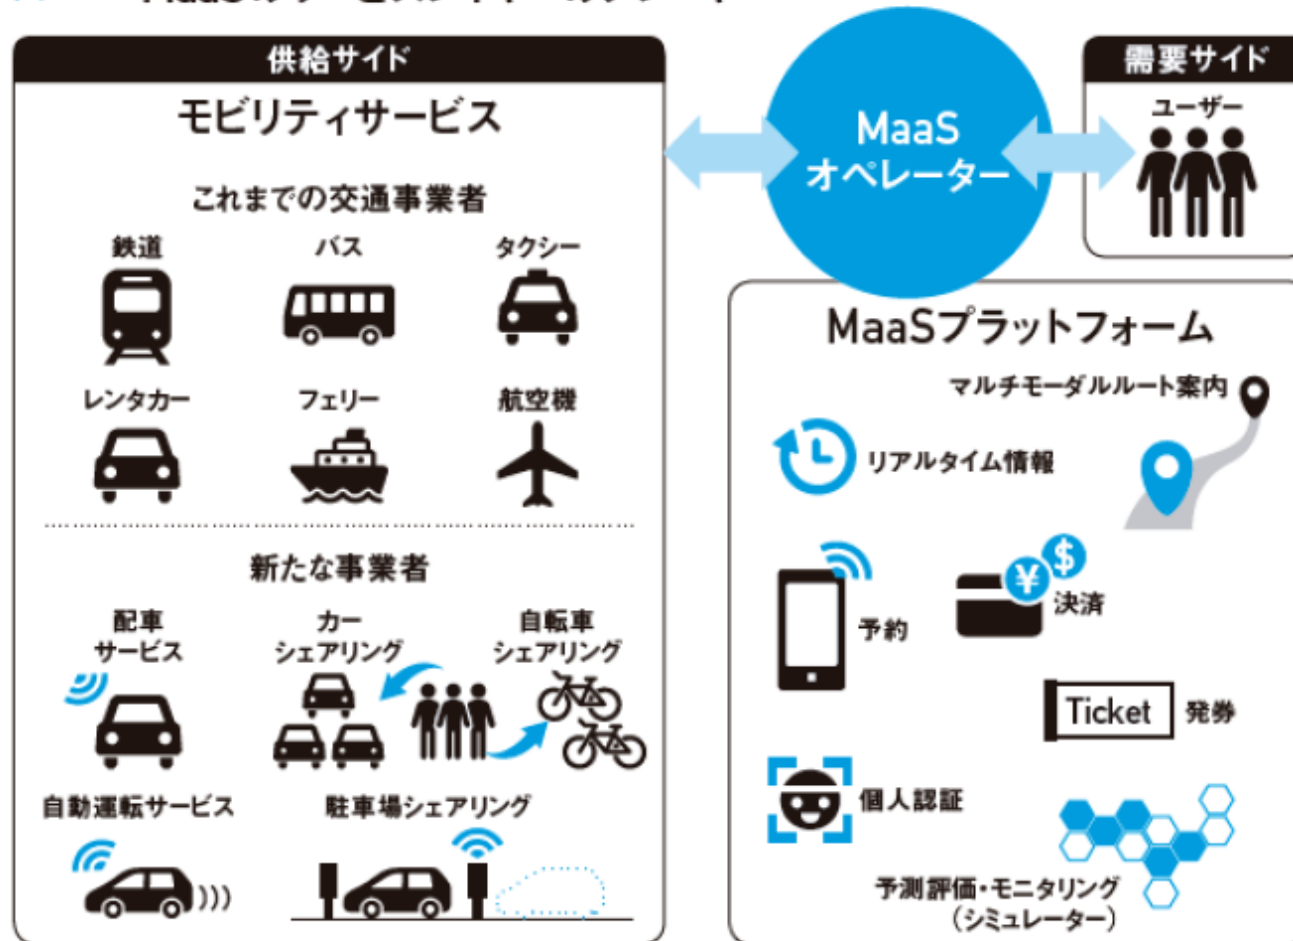 供給サイド
モビリティサービス
これまでの交通事業者
鉄道
バス
タクシー
レンタカー
フェリー
航空機
新たな事業者
配車
サービス
カー
シェアリング
自転車
シェアリング
自動運転サービス
駐車場シェアリング
MaaS
オペレーター
需要サイド
ユーザー
MaaSプラットフォーム
マルチモーダルルート案内
リアルタイム情報
予約
¥
$
決済
Ticket
発券
個人認証
予測評価・モニタリング
(シミュレーター)